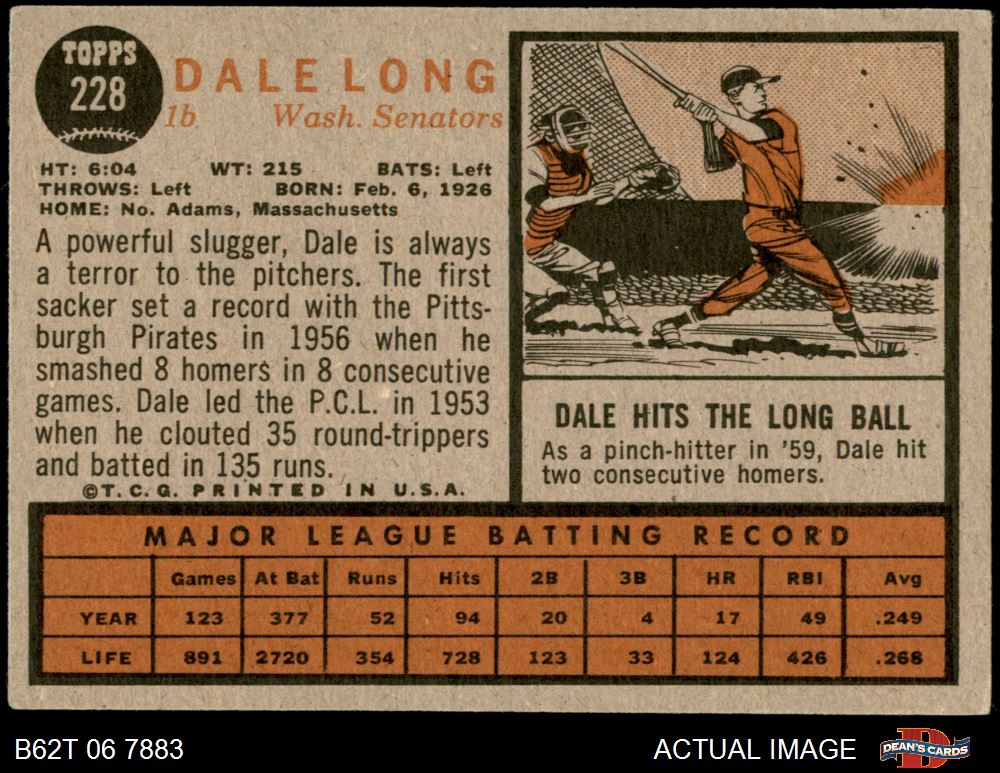 TOPPS
228
DALE LONG
1b Wash. Senators
HT: 6:04 WT: 215 BATS: Left
THROWS: Left BORN: Feb. 6, 1926
HOME: No. Adams, Massachusetts
A powerful slugger, Dale is always
a terror to the pitchers. The first
sacker set a record with the Pitts-
burgh Pirates in 1956 when he
smashed 8 homers in 8 consecutive
games. Dale led the P.C.L. in 1953
when he clouted 35 round-trippers
and batted in 135 runs.
©T.C.G. PRINTED IN U.S.A.
DALE HITS THE LONG BALL
As a pinch-hitter in '59, Dale hit
two consecutive homers.
MAJOR LEAGUE BATTING RECORD
Games At Bat Runs Hits 2B 3B HR RBI Avg
YEAR 123 377 52 94 20 4 17 49 .249
LIFE 891 2720 354 728 123 33 124 426 .268
B62T 06 7883 ACTUAL IMAGE DEAN'S CARDS